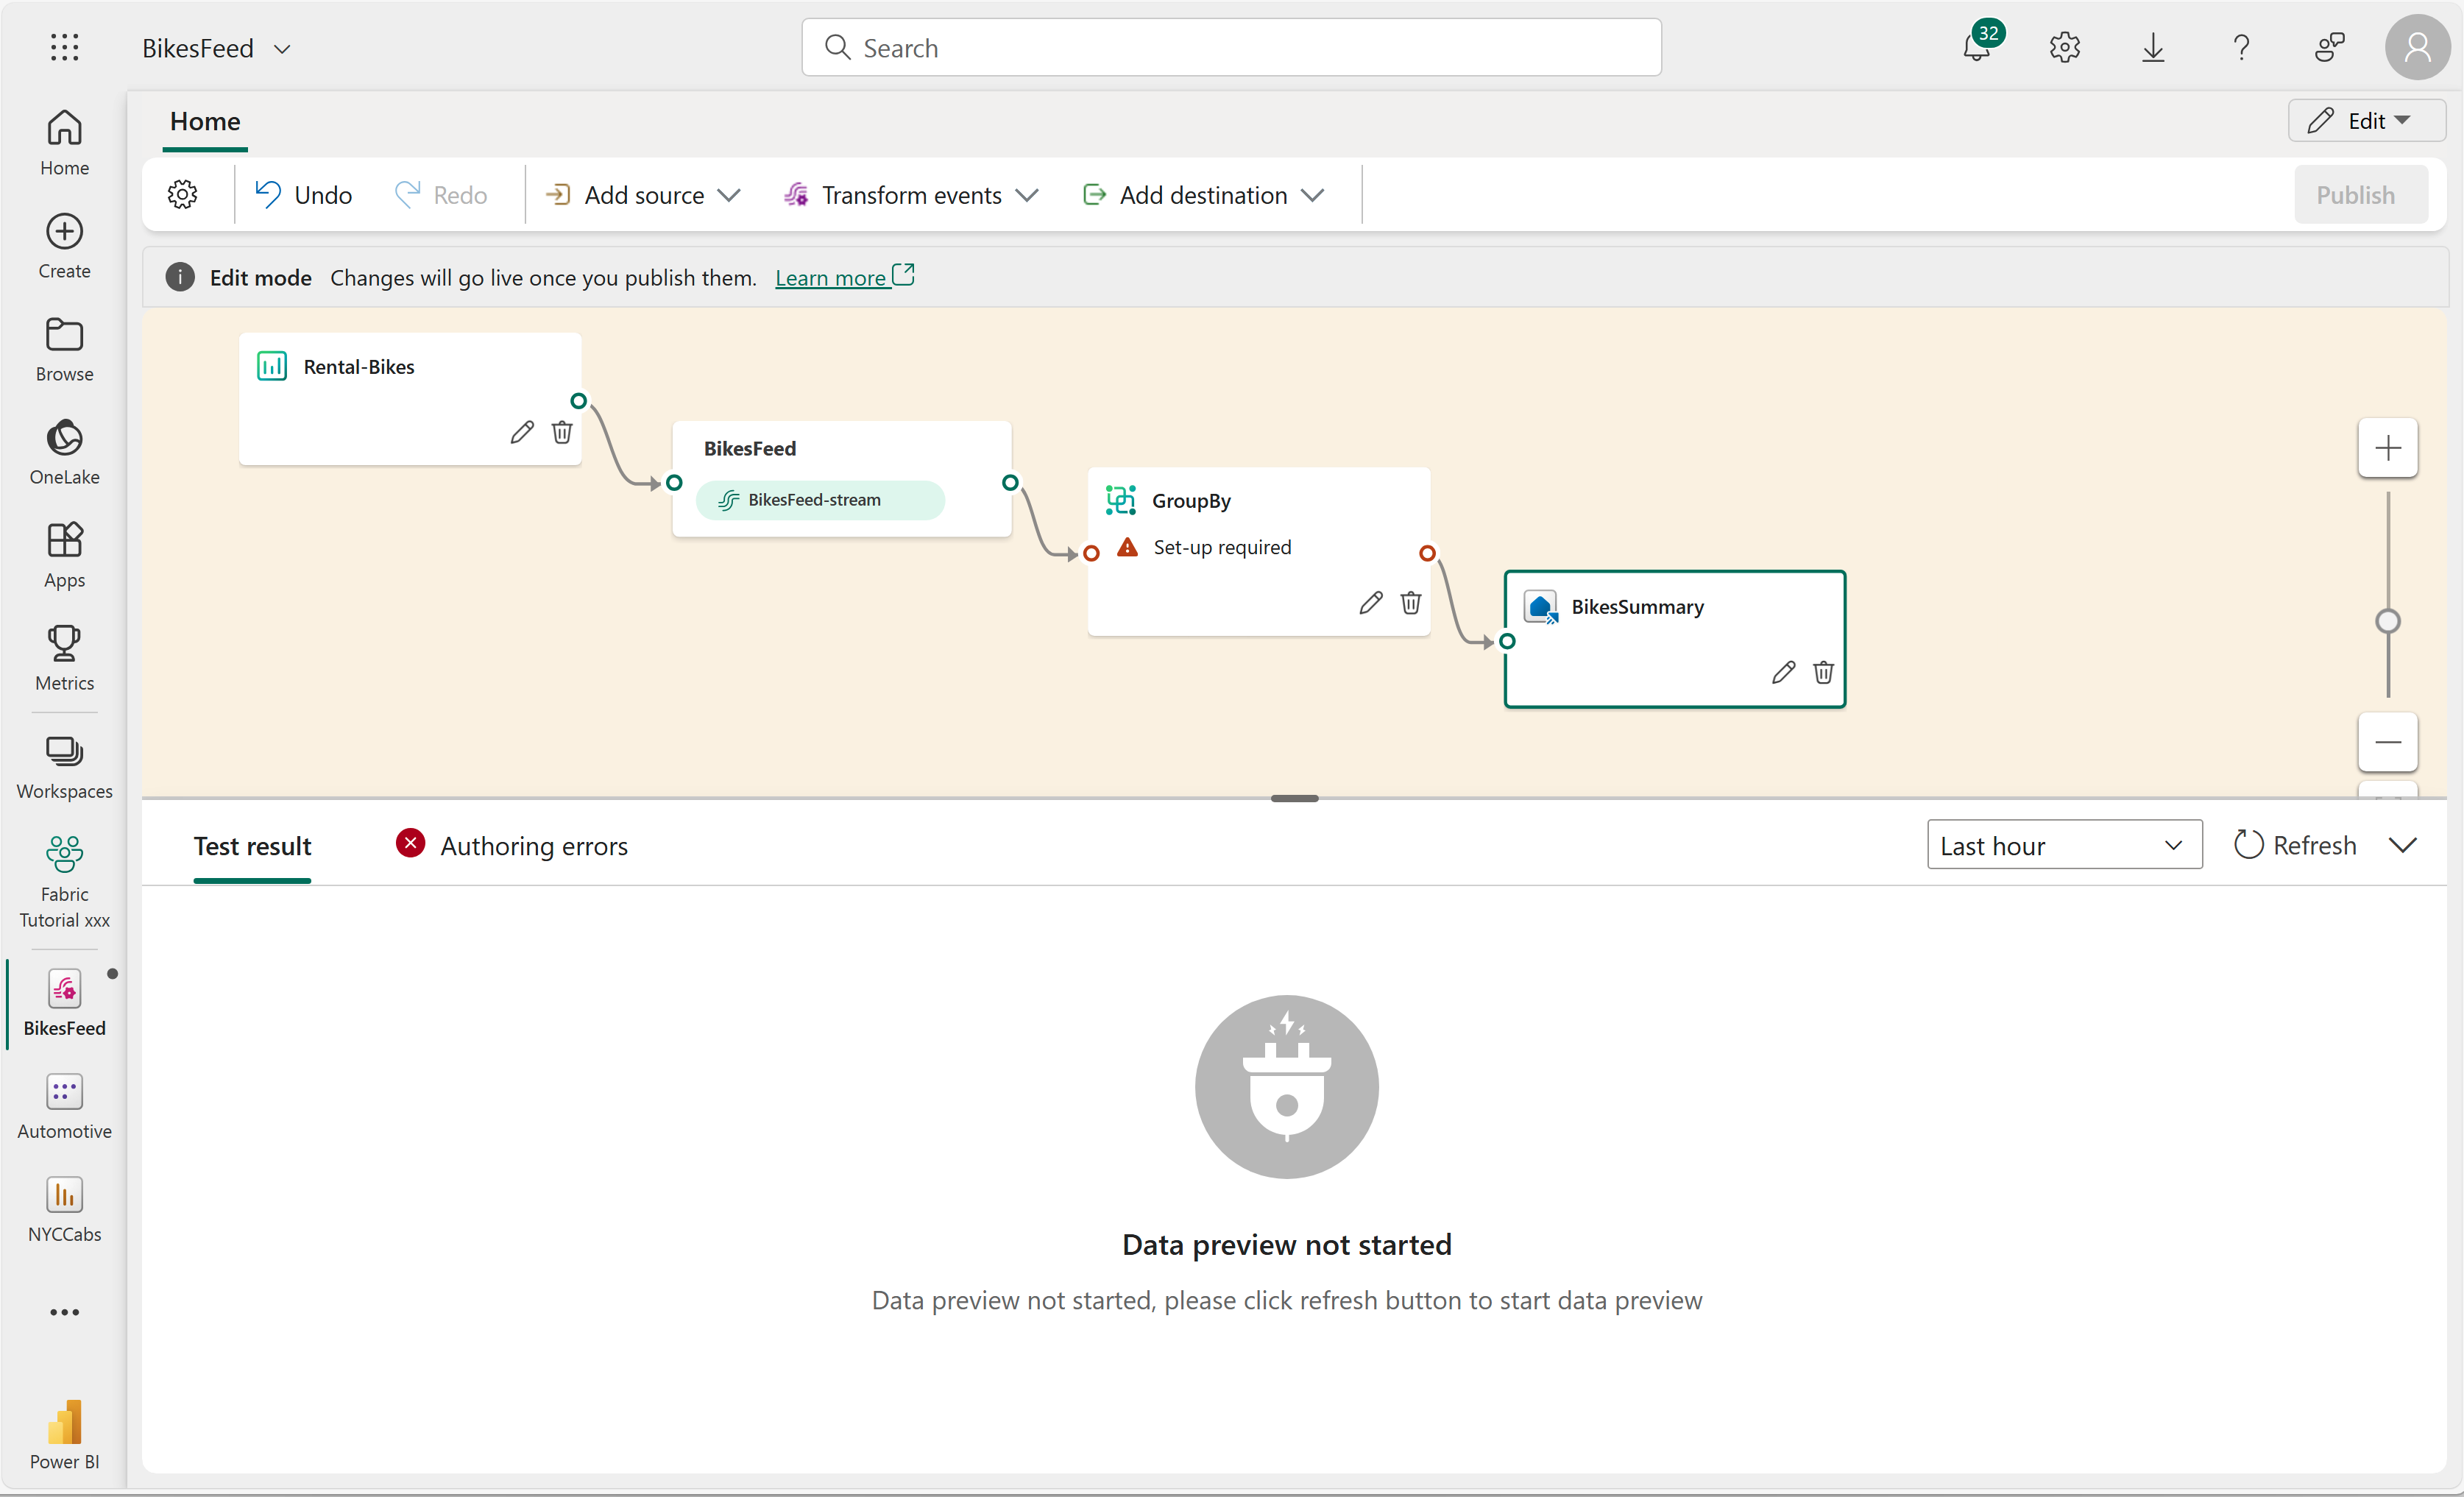 BikesFeed
Search
32
Home
Edit
Undo
Redo
Add source
Transform events
Add destination
Publish
Edit mode Changes will go live once you publish them. Learn more
Home
Create
Browse
OneLake
Apps
Metrics
Workspaces
Fabric
Tutorial xxx
BikesFeed
Automotive
NYCCabs
Power BI
Rental-Bikes
BikesFeed
BikesFeed-stream
GroupBy
Set-up required
BikesSummary
Test result
Authoring errors
Last hour
Refresh
Data preview not started
Data preview not started, please click refresh button to start data preview